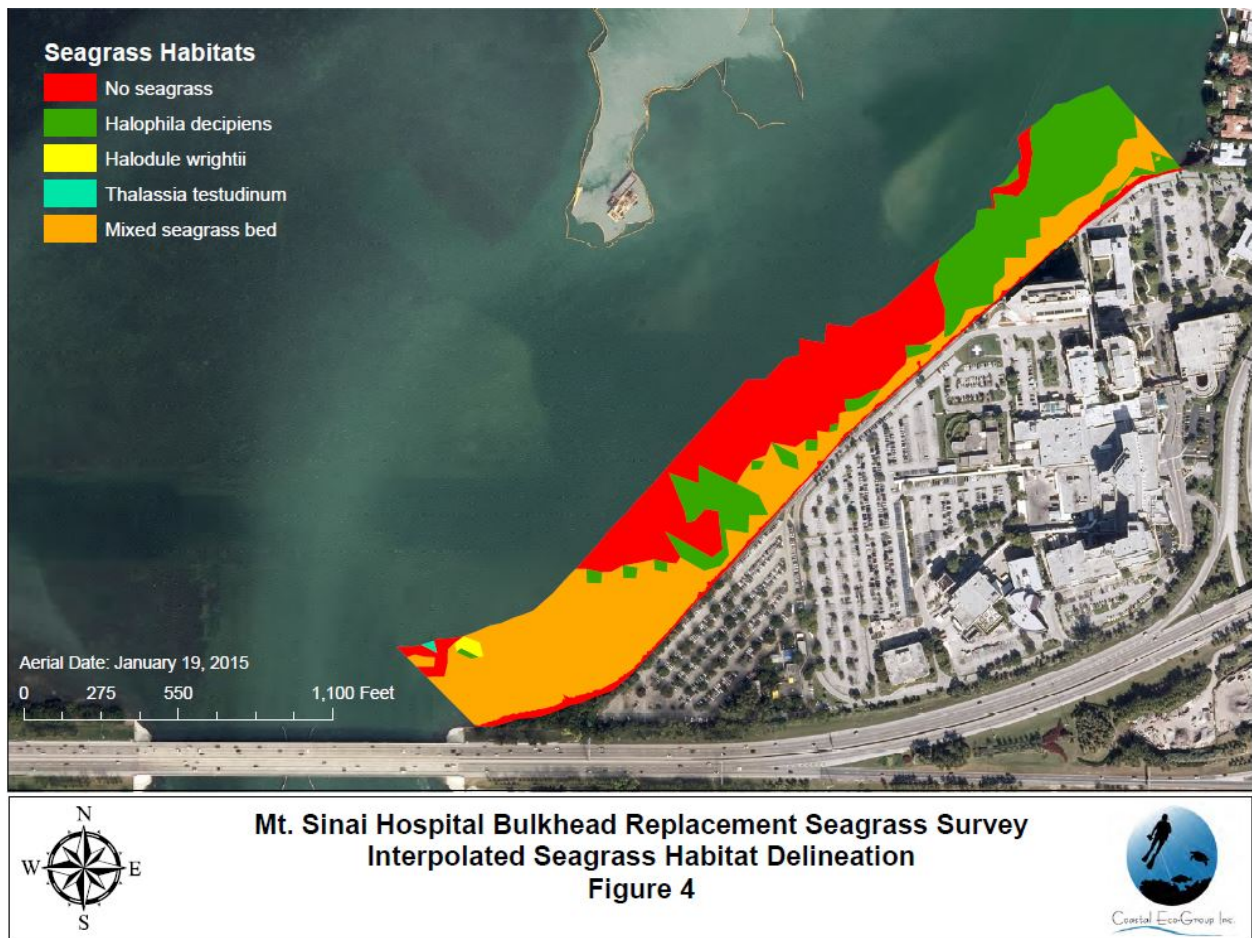 Seagrass Habitats
No seagrass
Halophila decipiens
Halodule wrightii
Thalassia testudinum
Mixed seagrass bed
Aerial Date: January 19, 2015
0 275 550 1,100 Feet
N
W E
S
Mt. Sinai Hospital Bulkhead Replacement Seagrass Survey
Interpolated Seagrass Habitat Delineation
Figure 4
Coastal Eco-Group Inc.